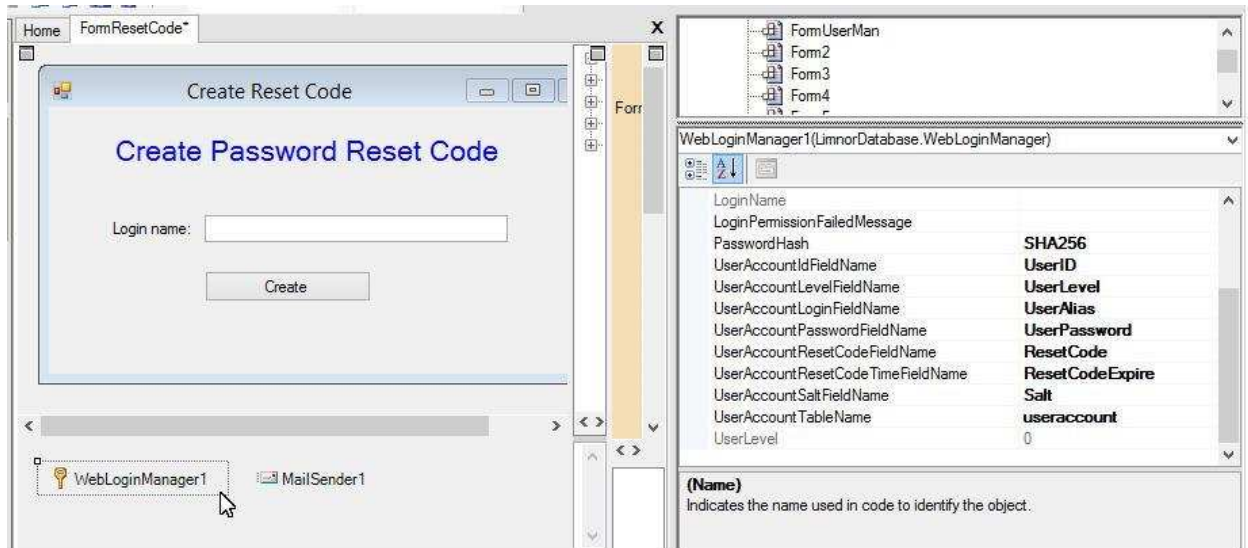 Home FormResetCode* X
Create Reset Code
Create Password Reset Code
Login name:
Create
WebLoginManager1 MailSender1
FormUserMan
Form2
Form3
Form4
WebLoginManager1(LimnorDatabase.WebLoginManager)
LoginName
LoginPermissionFailedMessage
PasswordHash SHA256
UserAccountIdFieldName UserID
UserAccountLevelFieldName UserLevel
UserAccountLoginFieldName UserAlias
UserAccountPasswordFieldName UserPassword
UserAccountResetCodeFieldName ResetCode
UserAccountResetCodeTimeFieldName ResetCodeExpire
UserAccountSaltFieldName Salt
UserAccountTableName useraccount
UserLevel 0
(Name)
Indicates the name used in code to identify the object.